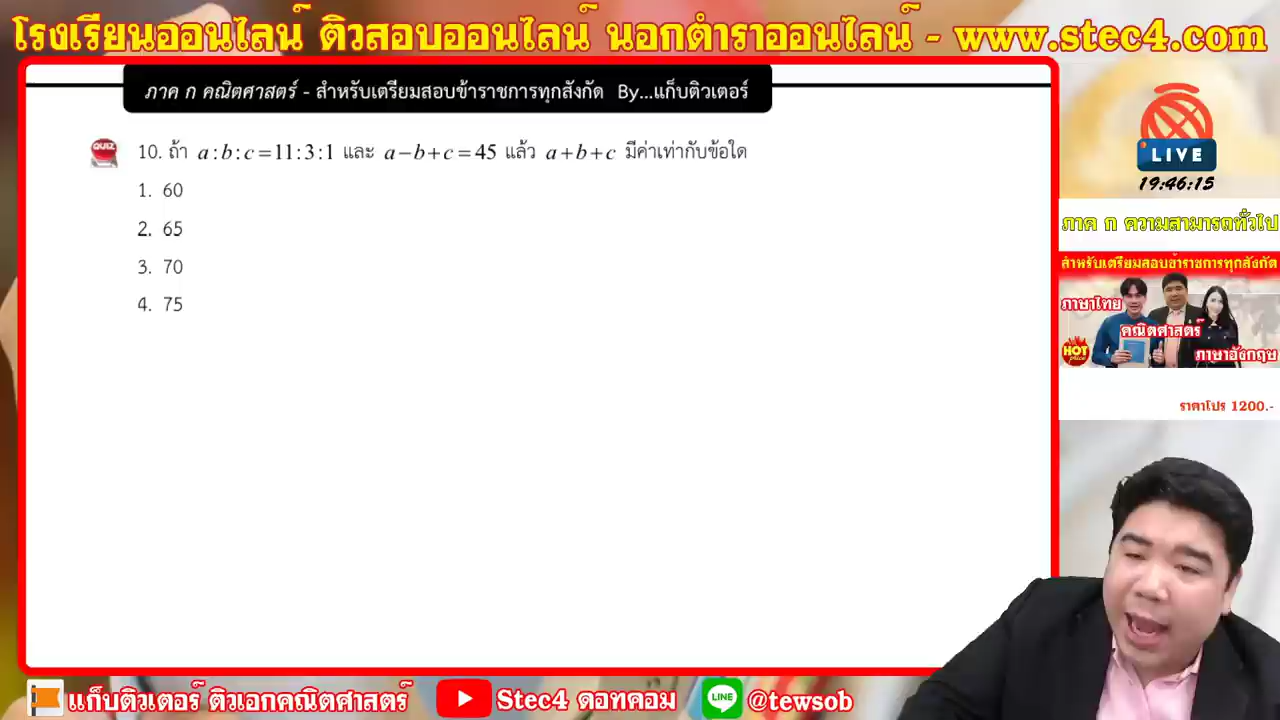 โรงเรียนออนไลน์ ติวสอบออนไลน์ นอกตำราออนไลน์ - www.stec4.com
ภาค ก คณิตศาสตร์ - สำหรับเตรียมสอบข้าราชการทุกสังกัด By...แก็บติวเตอร์
QUIZ
10. ถ้า a:b:c=11:3:1 และ a-b+c=45 แล้ว a+b+c มีค่าเท่ากับข้อใด
1. 60
2. 65
3. 70
4. 75
LIVE
19:46:15
ภาค ก ความสามารถทั่วไป
สำหรับเตรียมสอบข้าราชการทุกสังกัด
ภาษาไทย
คณิตศาสตร์
HOT
price
ภาษาอังกฤษ
ราคาโปร 1200.-
แก็บติวเตอร์ ติวเอกคณิตศาสตร์ Stec4 ดอทคอม LINE @tewsob